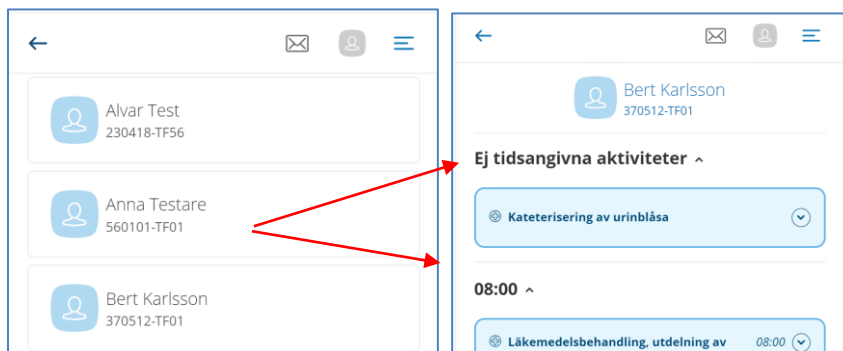 Alvar Test
230418-TF56
Anna Testare
560101-TF01
Bert Karlsson
370512-TF01
Bert Karlsson
370512-TF01
Ej tidsangivna aktiviteter
Kateterisering av urinblåsa
08:00
Läkemedelsbehandling, utdelning av 08:00